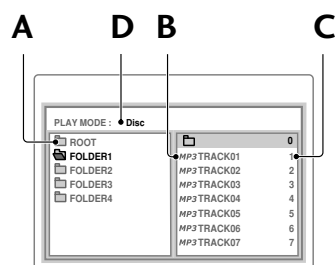 A D B C
PLAY MODE : Disc
ROOT 0
FOLDER1 MP3 TRACK01 1
FOLDER2 MP3 TRACK02 2
FOLDER3 MP3 TRACK03 3
FOLDER4 MP3 TRACK04 4
MP3 TRACK05 5
MP3 TRACK06 6
MP3 TRACK07 7